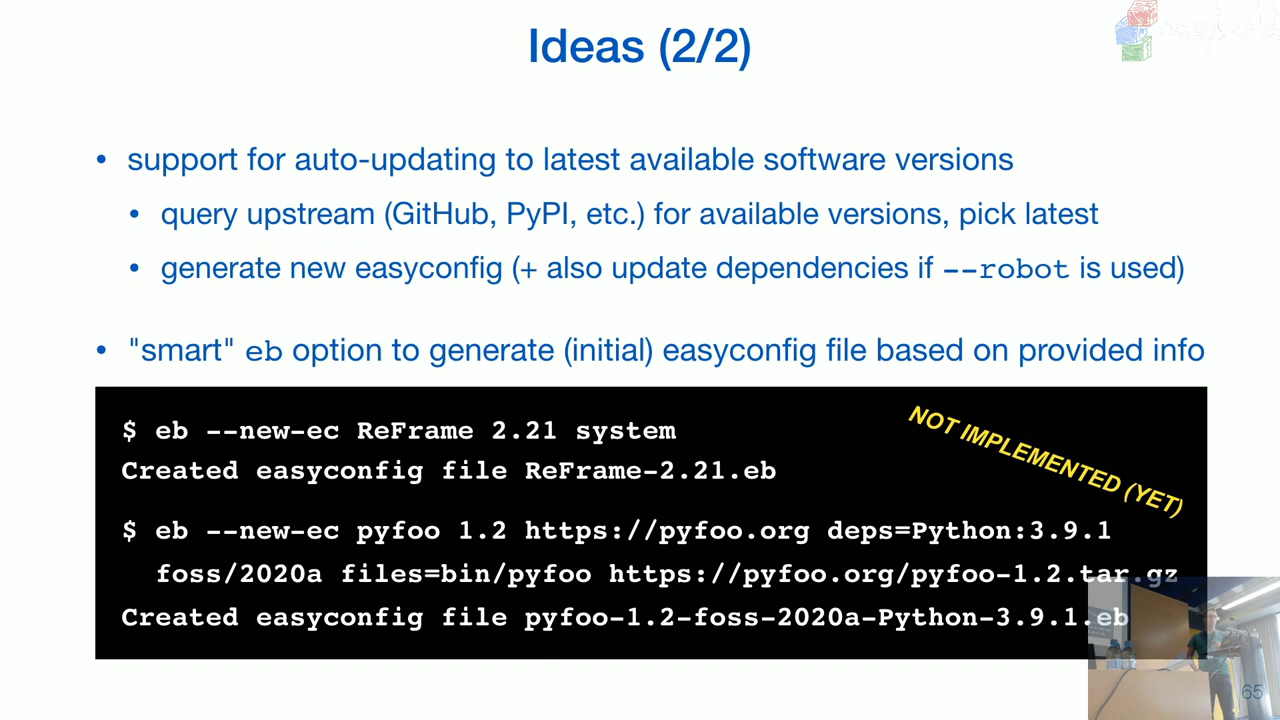 Ideas (2/2)
• support for auto-updating to latest available software versions
• query upstream (GitHub, PyPI, etc.) for available versions, pick latest
• generate new easyconfig (+ also update dependencies if --robot is used)
• "smart" eb option to generate (initial) easyconfig file based on provided info
$ eb --new-ec ReFrame 2.21 system
Created easyconfig file ReFrame-2.21.eb
NOT IMPLEMENTED (YET)
$ eb --new-ec pyfoo 1.2 https://pyfoo.org deps=Python:3.9.1
foss/2020a files=bin/pyfoo https://pyfoo.org/pyfoo-1.2.tar.gz
Created easyconfig file pyfoo-1.2-foss-2020a-Python-3.9.1.eb
65